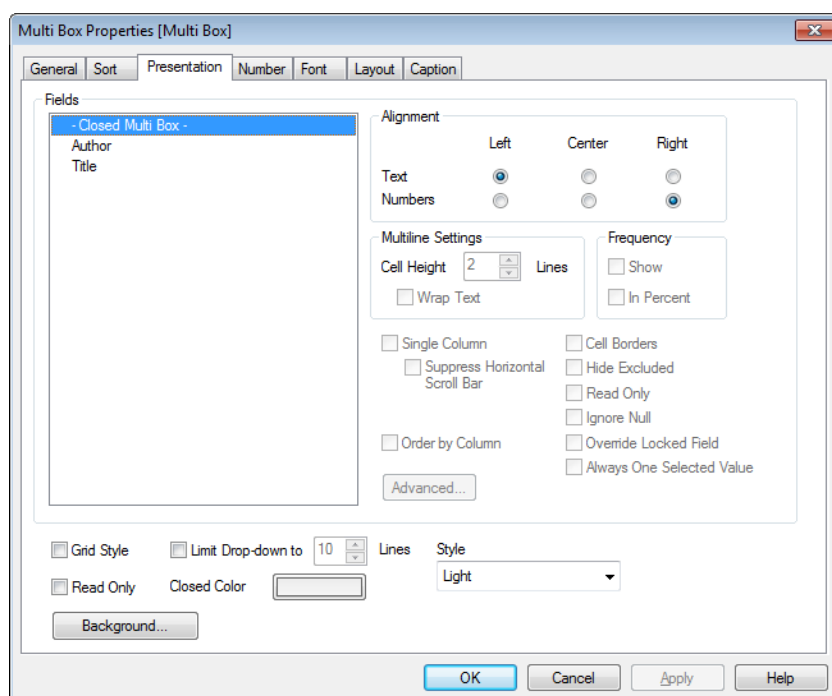 Multi Box Properties [Multi Box]
General Sort Presentation Number Font Layout Caption
Fields
- Closed Multi Box -
Author
Title
Alignment
Left Center Right
Text
Numbers
Multiline Settings
Cell Height 2 Lines
Wrap Text
Frequency
Show
In Percent
Single Column
Suppress Horizontal
Scroll Bar
Order by Column
Advanced...
Cell Borders
Hide Excluded
Read Only
Ignore Null
Override Locked Field
Always One Selected Value
Grid Style Limit Drop-down to 10 Lines
Style
Light
Read Only Closed Color
Background...
OK Cancel Apply Help